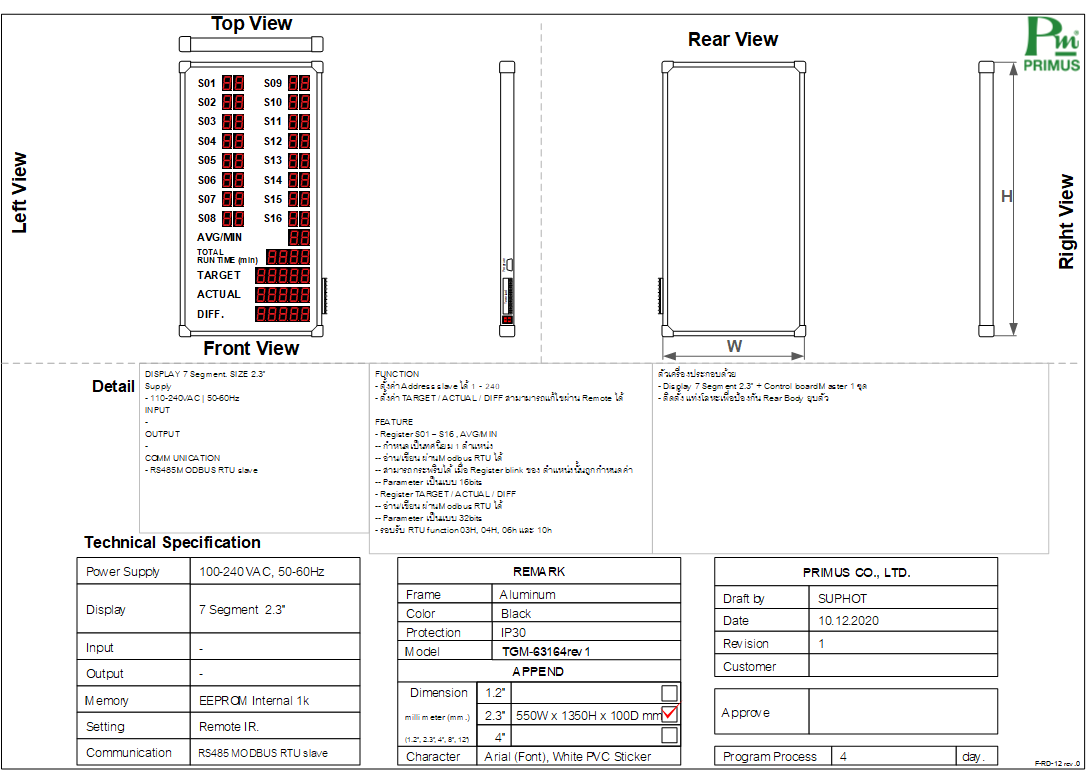 Top View
Rear View
Pm
PRIMUS
Left View
Right View
S01 88 S09 88
S02 88 S10 88
S03 88 S11 88
S04 88 S12 88
S05 88 S13 88
S06 88 S14 88
S07 88 S15 88
S08 88 S16 88
AVG/MIN 88
TOTAL
RUN TIME (min) 8888
TARGET 88888
ACTUAL 88888
DIFF. 88888
H
W
Front View
Detail
DISPLAY 7 Segment. SIZE 2.3"
Supply
- 110-240VAC | 50-60Hz
INPUT
-
OUTPUT
-
COMMUNICATION
- RS485 MODBUS RTU slave
FUNCTION
- ตั้งค่า Address slave ได้ 1 - 240
- ตั้งค่า TARGET / ACTUAL / DIFF สามามารถแก้ไขผ่าน Remote ได้
FEATURE
- Register S01 – S16 , AVG/MIN
-- กำหนดเป็นทศนิยม 1 ตำแหน่ง
-- อ่าน/เขียน ผ่าน Modbus RTU ได้
-- สามารถกระพริบได้ เมื่อ Register blink ของ ตำแหน่งนั้นถูกกำหนดค่า
-- Parameter เป็นแบบ 16bits
- Register TARGET / ACTUAL / DIFF
-- อ่าน/เขียน ผ่าน Modbus RTU ได้
-- Parameter เป็นแบบ 32bits
- รองรับ RTU function 03H, 04H, 06h และ 10h
ตัวเครื่องประกอบด้วย
- Display 7 Segment 2.3" + Control board Master 1 ชุด
- ติดตั้ง แท่งโลหะเพื่อป้องกัน Rear Body ยุบตัว
Technical Specification
Power Supply 100-240VAC, 50-60Hz
Display 7 Segment 2.3"
Input -
Output -
Memory EEPROM Internal 1k
Setting Remote IR.
Communication RS485 MODBUS RTU slave
REMARK
Frame Aluminum
Color Black
Protection IP30
Model TGM-63164rev1
APPEND
Dimension 1.2"
millimeter (mm.) 2.3" 550W x 1350H x 100D mm
(1.2", 2.3", 4", 8", 12") 4"
Character Arial (Font), White PVC Sticker
PRIMUS CO., LTD.
Draft by SUPHOT
Date 10.12.2020
Revision 1
Customer
Approve
Program Process 4 day.
F-RD-12 rev.0